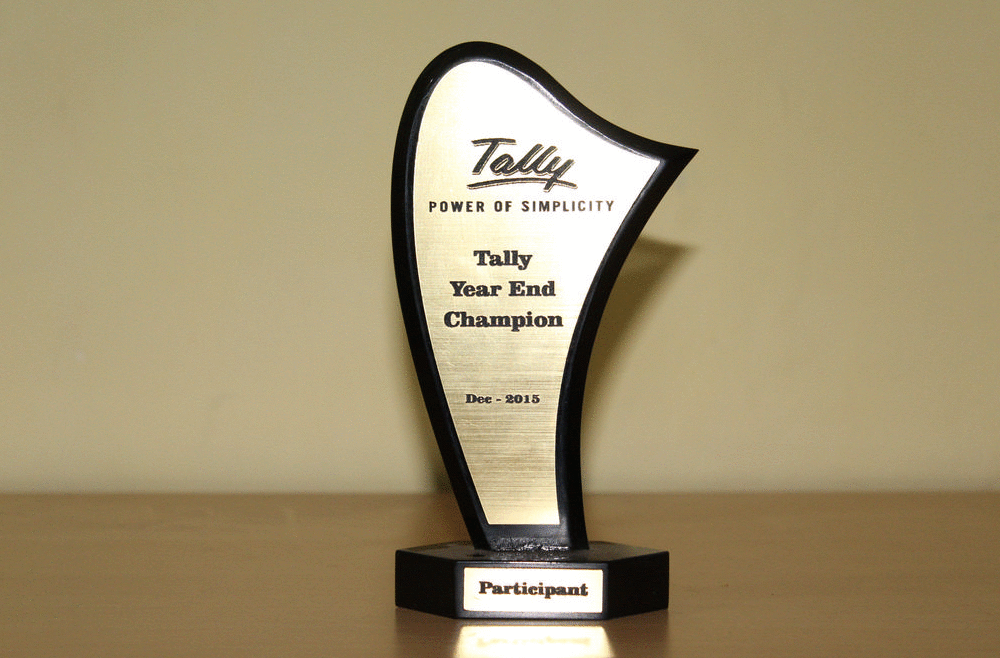 Tally
POWER OF SIMPLICITY
Tally
Year End
Champion
Dec - 2015
Participant